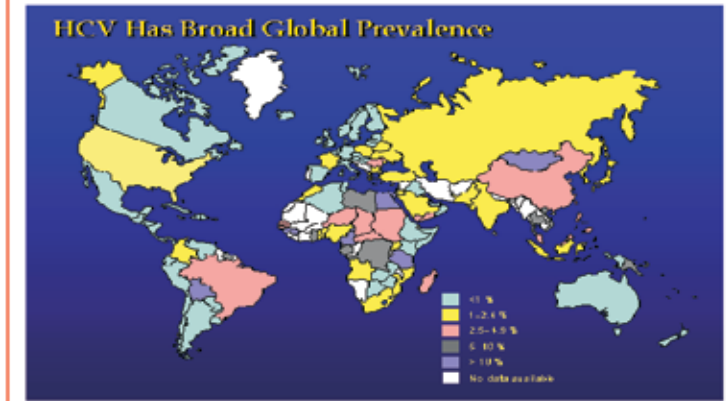 HCV Has Broad Global Prevalence
<1 %
1–2.4 %
2.5–4.9 %
5–10 %
> 10 %
No data available